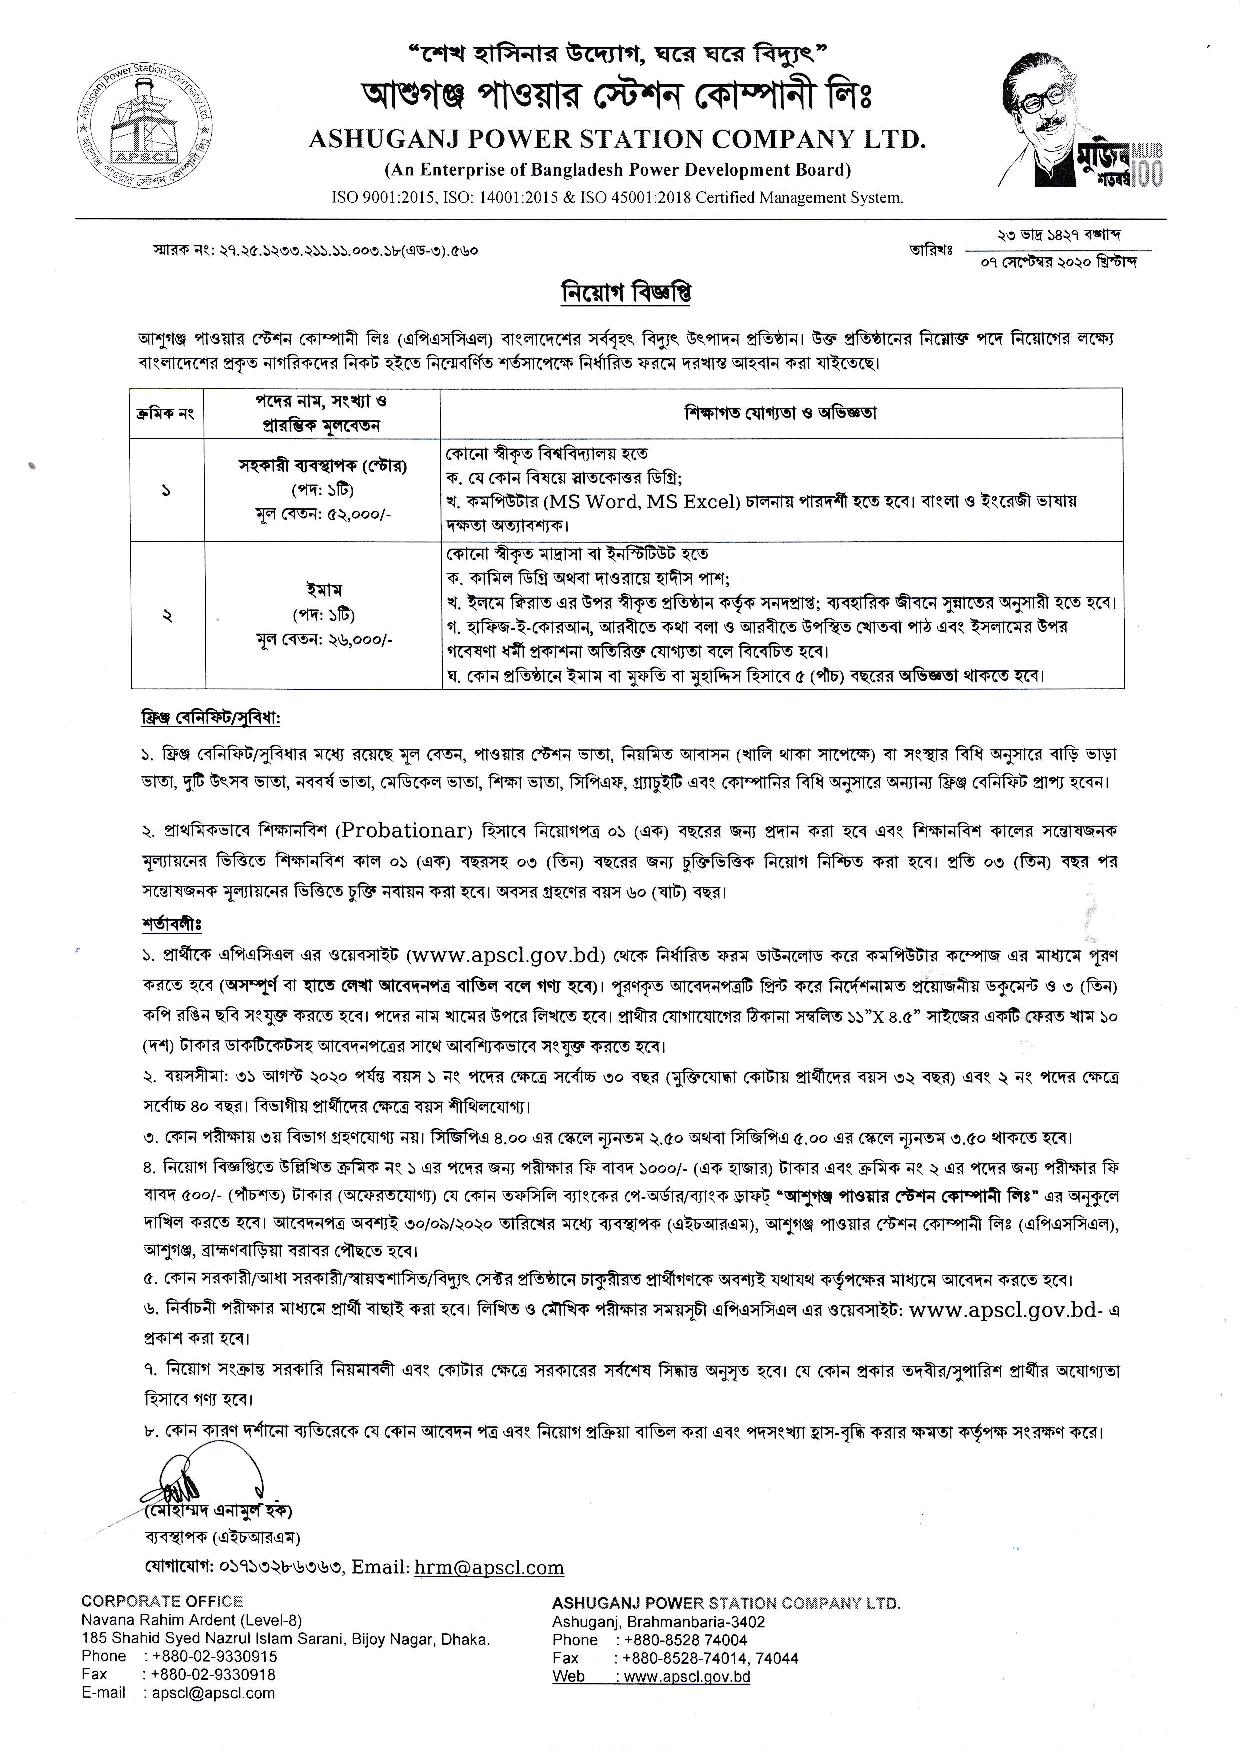 “শেখ হাসিনার উদ্যোগ, ঘরে ঘরে বিদ্যুৎ”
আশুগঞ্জ পাওয়ার স্টেশন কোম্পানী লিঃ
ASHUGANJ POWER STATION COMPANY LTD.
(An Enterprise of Bangladesh Power Development Board)
ISO 9001:2015, ISO: 14001:2015 & ISO 45001:2018 Certified Management System.
Ashuganj Power Station Company Ltd
APSCL
মুজিব MUJIB
শতবর্ষ 100
স্মারক নং: ২৭.২৫.১২৩৩.২১১.১১.০০৩.১৮(এড-৩).৫৬০
তারিখঃ
২৩ ভাদ্র ১৪২৭ বঙ্গাব্দ
০৭ সেপ্টেম্বর ২০২০ খ্রিস্টাব্দ
নিয়োগ বিজ্ঞপ্তি
আশুগঞ্জ পাওয়ার স্টেশন কোম্পানী লিঃ (এপিএসসিএল) বাংলাদেশের সর্ববৃহৎ বিদ্যুৎ উৎপাদন প্রতিষ্ঠান। উক্ত প্রতিষ্ঠানের নিম্নোক্ত পদে নিয়োগের লক্ষ্যে
বাংলাদেশের প্রকৃত নাগরিকদের নিকট হইতে নিম্মবর্ণিত শর্তসাপেক্ষে নির্ধারিত ফরমে দরখাস্ত আহবান করা যাইতেছে।
ক্রমিক নং
পদের নাম, সংখ্যা ও
প্রারম্ভিক মূলবেতন
শিক্ষাগত যোগ্যতা ও অভিজ্ঞতা
১
সহকারী ব্যবস্থাপক (স্টোর)
(পদ: ১টি)
মূল বেতন: ৫২,০০০/-
কোনো স্বীকৃত বিশ্ববিদ্যালয় হতে
ক. যে কোন বিষয়ে স্নাতকোত্তর ডিগ্রি;
খ. কমপিউটার (MS Word, MS Excel) চালনায় পারদর্শী হতে হবে। বাংলা ও ইংরেজী ভাষায়
দক্ষতা অত্যাবশ্যক।
২
ইমাম
(পদ: ১টি)
মূল বেতন: ২৬,০০০/-
কোনো স্বীকৃত মাদ্রাসা বা ইনস্টিটিউট হতে
ক. কামিল ডিগ্রি অথবা দাওরায়ে হাদীস পাশ;
খ. ইলমে ক্বিরাত এর উপর স্বীকৃত প্রতিষ্ঠান কর্তৃক সনদপ্রাপ্ত; ব্যবহারিক জীবনে সুন্নাতের অনুসারী হতে হবে।
গ. হাফিজ-ই-কোরআন, আরবীতে কথা বলা ও আরবীতে উপস্থিত খোতবা পাঠ এবং ইসলামের উপর
গবেষণা ধর্মী প্রকাশনা অতিরিক্ত যোগ্যতা বলে বিবেচিত হবে।
ঘ. কোন প্রতিষ্ঠানে ইমাম বা মুফতি বা মুহাদ্দিস হিসাবে ৫ (পাঁচ) বছরের অভিজ্ঞতা থাকতে হবে।
ফ্রিঞ্জ বেনিফিট/সুবিধা:
১. ফ্রিঞ্জ বেনিফিট/সুবিধার মধ্যে রয়েছে মূল বেতন, পাওয়ার স্টেশন ভাতা, নিয়মিত আবাসন (খালি থাকা সাপেক্ষে) বা সংস্থার বিধি অনুসারে বাড়ি ভাড়া
ভাতা, দুটি উৎসব ভাতা, নববর্ষ ভাতা, মেডিকেল ভাতা, শিক্ষা ভাতা, সিপিএফ, গ্র্যাচুইটি এবং কোম্পানির বিধি অনুসারে অন্যান্য ফ্রিঞ্জ বেনিফিট প্রাপ্য হবেন।
২. প্রাথমিকভাবে শিক্ষানবিশ (Probationar) হিসাবে নিয়োগপত্র ০১ (এক) বছরের জন্য প্রদান করা হবে এবং শিক্ষানবিশ কালের সন্তোষজনক
মূল্যায়নের ভিত্তিতে শিক্ষানবিশ কাল ০১ (এক) বছরসহ ০৩ (তিন) বছরের জন্য চুক্তিভিত্তিক নিয়োগ নিশ্চিত করা হবে। প্রতি ০৩ (তিন) বছর পর
সন্তোষজনক মূল্যায়নের ভিত্তিতে চুক্তি নবায়ন করা হবে। অবসর গ্রহণের বয়স ৬০ (ষাট) বছর।
শর্তাবলীঃ
১. প্রার্থীকে এপিএসসিএল এর ওয়েবসাইট (www.apscl.gov.bd) থেকে নির্ধারিত ফরম ডাউনলোড করে কমপিউটার কম্পোজ এর মাধ্যমে পূরণ
করতে হবে (অসম্পূর্ণ বা হাতে লেখা আবেদনপত্র বাতিল বলে গণ্য হবে)। পূরণকৃত আবেদনপত্রটি প্রিন্ট করে নির্দেশনামত প্রয়োজনীয় ডকুমেন্ট ও ৩ (তিন)
কপি রঙিন ছবি সংযুক্ত করতে হবে। পদের নাম খামের উপরে লিখতে হবে। প্রার্থীর যোগাযোগের ঠিকানা সম্বলিত ১১”X ৪.৫” সাইজের একটি ফেরত খাম ১০
(দশ) টাকার ডাকটিকেটসহ আবেদনপত্রের সাথে আবশ্যিকভাবে সংযুক্ত করতে হবে।
২. বয়সসীমা: ৩১ আগস্ট ২০২০ পর্যন্ত বয়স ১ নং পদের ক্ষেত্রে সর্বোচ্চ ৩০ বছর (মুক্তিযোদ্ধা কোটায় প্রার্থীদের বয়স ৩২ বছর) এবং ২ নং পদের ক্ষেত্রে
সর্বোচ্চ ৪০ বছর। বিভাগীয় প্রার্থীদের ক্ষেত্রে বয়স শীথিলযোগ্য।
৩. কোন পরীক্ষায় ৩য় বিভাগ গ্রহণযোগ্য নয়। সিজিপিএ ৪.০০ এর স্কেলে ন্যূনতম ২.৫০ অথবা সিজিপিএ ৫.০০ এর স্কেলে ন্যূনতম ৩.৫০ থাকতে হবে।
৪. নিয়োগ বিজ্ঞপ্তিতে উল্লিখিত ক্রমিক নং ১ এর পদের জন্য পরীক্ষার ফি বাবদ ১০০০/- (এক হাজার) টাকার এবং ক্রমিক নং ২ এর পদের জন্য পরীক্ষার ফি
বাবদ ৫০০/- (পাঁচশত) টাকার (অফেরতযোগ্য) যে কোন তফসিলি ব্যাংকের পে-অর্ডার/ব্যাংক ড্রাফট্ “আশুগঞ্জ পাওয়ার স্টেশন কোম্পানী লিঃ” এর অনুকূলে
দাখিল করতে হবে। আবেদনপত্র অবশ্যই ৩০/০৯/২০২০ তারিখের মধ্যে ব্যবস্থাপক (এইচআরএম), আশুগঞ্জ পাওয়ার স্টেশন কোম্পানী লিঃ (এপিএসসিএল),
আশুগঞ্জ, ব্রাহ্মণবাড়িয়া বরাবর পৌছতে হবে।
৫. কোন সরকারী/আধা সরকারী/স্বায়ত্বশাসিত/বিদ্যুৎ সেক্টর প্রতিষ্ঠানে চাকুরীরত প্রার্থীগণকে অবশ্যই যথাযথ কর্তৃপক্ষের মাধ্যমে আবেদন করতে হবে।
৬. নির্বাচনী পরীক্ষার মাধ্যমে প্রার্থী বাছাই করা হবে। লিখিত ও মৌখিক পরীক্ষার সময়সূচী এপিএসসিএল এর ওয়েবসাইট: www.apscl.gov.bd- এ
প্রকাশ করা হবে।
৭. নিয়োগ সংক্রান্ত সরকারি নিয়মাবলী এবং কোটার ক্ষেত্রে সরকারের সর্বশেষ সিদ্ধান্ত অনুসৃত হবে। যে কোন প্রকার তদবীর/সুপারিশ প্রার্থীর অযোগ্যতা
হিসাবে গণ্য হবে।
৮. কোন কারণ দর্শানো ব্যতিরেকে যে কোন আবেদন পত্র এবং নিয়োগ প্রক্রিয়া বাতিল করা এবং পদসংখ্যা হ্রাস-বৃদ্ধি করার ক্ষমতা কর্তৃপক্ষ সংরক্ষণ করে।
(মোহাম্মদ এনামুল হক)
ব্যবস্থাপক (এইচআরএম)
যোগাযোগ: ০১৭১৩২৮৬৩৬৩, Email: hrm@apscl.com
CORPORATE OFFICE
Navana Rahim Ardent (Level-8)
185 Shahid Syed Nazrul Islam Sarani, Bijoy Nagar, Dhaka.
Phone : +880-02-9330915
Fax : +880-02-9330918
E-mail : apscl@apscl.com
ASHUGANJ POWER STATION COMPANY LTD.
Ashuganj, Brahmanbaria-3402
Phone : +880-8528 74004
Fax : +880-8528-74014, 74044
Web : www.apscl.gov.bd